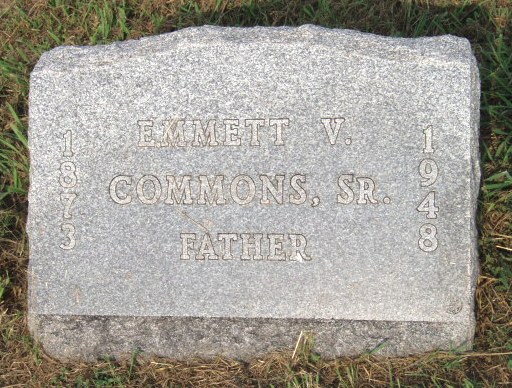 EMMETT V.
COMMONS, SR.
FATHER
1873
1948